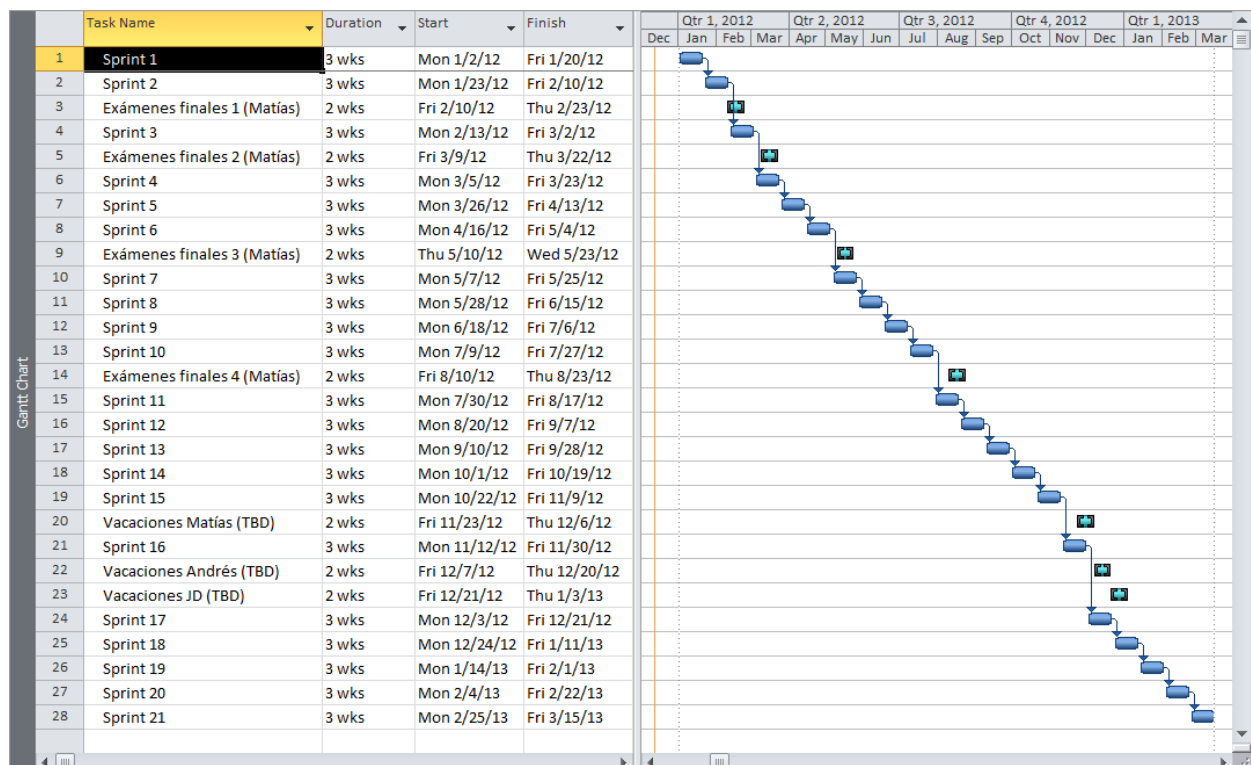 Task Name Duration Start Finish Qtr 1, 2012 Qtr 2, 2012 Qtr 3, 2012 Qtr 4, 2012 Qtr 1, 2013
Dec Jan Feb Mar Apr May Jun Jul Aug Sep Oct Nov Dec Jan Feb Mar
1 Sprint 1 3 wks Mon 1/2/12 Fri 1/20/12
2 Sprint 2 3 wks Mon 1/23/12 Fri 2/10/12
3 Exámenes finales 1 (Matías) 2 wks Fri 2/10/12 Thu 2/23/12
4 Sprint 3 3 wks Mon 2/13/12 Fri 3/2/12
5 Exámenes finales 2 (Matías) 2 wks Fri 3/9/12 Thu 3/22/12
6 Sprint 4 3 wks Mon 3/5/12 Fri 3/23/12
7 Sprint 5 3 wks Mon 3/26/12 Fri 4/13/12
8 Sprint 6 3 wks Mon 4/16/12 Fri 5/4/12
9 Exámenes finales 3 (Matías) 2 wks Thu 5/10/12 Wed 5/23/12
10 Sprint 7 3 wks Mon 5/7/12 Fri 5/25/12
11 Sprint 8 3 wks Mon 5/28/12 Fri 6/15/12
12 Sprint 9 3 wks Mon 6/18/12 Fri 7/6/12
13 Sprint 10 3 wks Mon 7/9/12 Fri 7/27/12
14 Exámenes finales 4 (Matías) 2 wks Fri 8/10/12 Thu 8/23/12
15 Sprint 11 3 wks Mon 7/30/12 Fri 8/17/12
16 Sprint 12 3 wks Mon 8/20/12 Fri 9/7/12
17 Sprint 13 3 wks Mon 9/10/12 Fri 9/28/12
18 Sprint 14 3 wks Mon 10/1/12 Fri 10/19/12
19 Sprint 15 3 wks Mon 10/22/12 Fri 11/9/12
20 Vacaciones Matías (TBD) 2 wks Fri 11/23/12 Thu 12/6/12
21 Sprint 16 3 wks Mon 11/12/12 Fri 11/30/12
22 Vacaciones Andrés (TBD) 2 wks Fri 12/7/12 Thu 12/20/12
23 Vacaciones JD (TBD) 2 wks Fri 12/21/12 Thu 1/3/13
24 Sprint 17 3 wks Mon 12/3/12 Fri 12/21/12
25 Sprint 18 3 wks Mon 12/24/12 Fri 1/11/13
26 Sprint 19 3 wks Mon 1/14/13 Fri 2/1/13
27 Sprint 20 3 wks Mon 2/4/13 Fri 2/22/13
28 Sprint 21 3 wks Mon 2/25/13 Fri 3/15/13
Gantt Chart